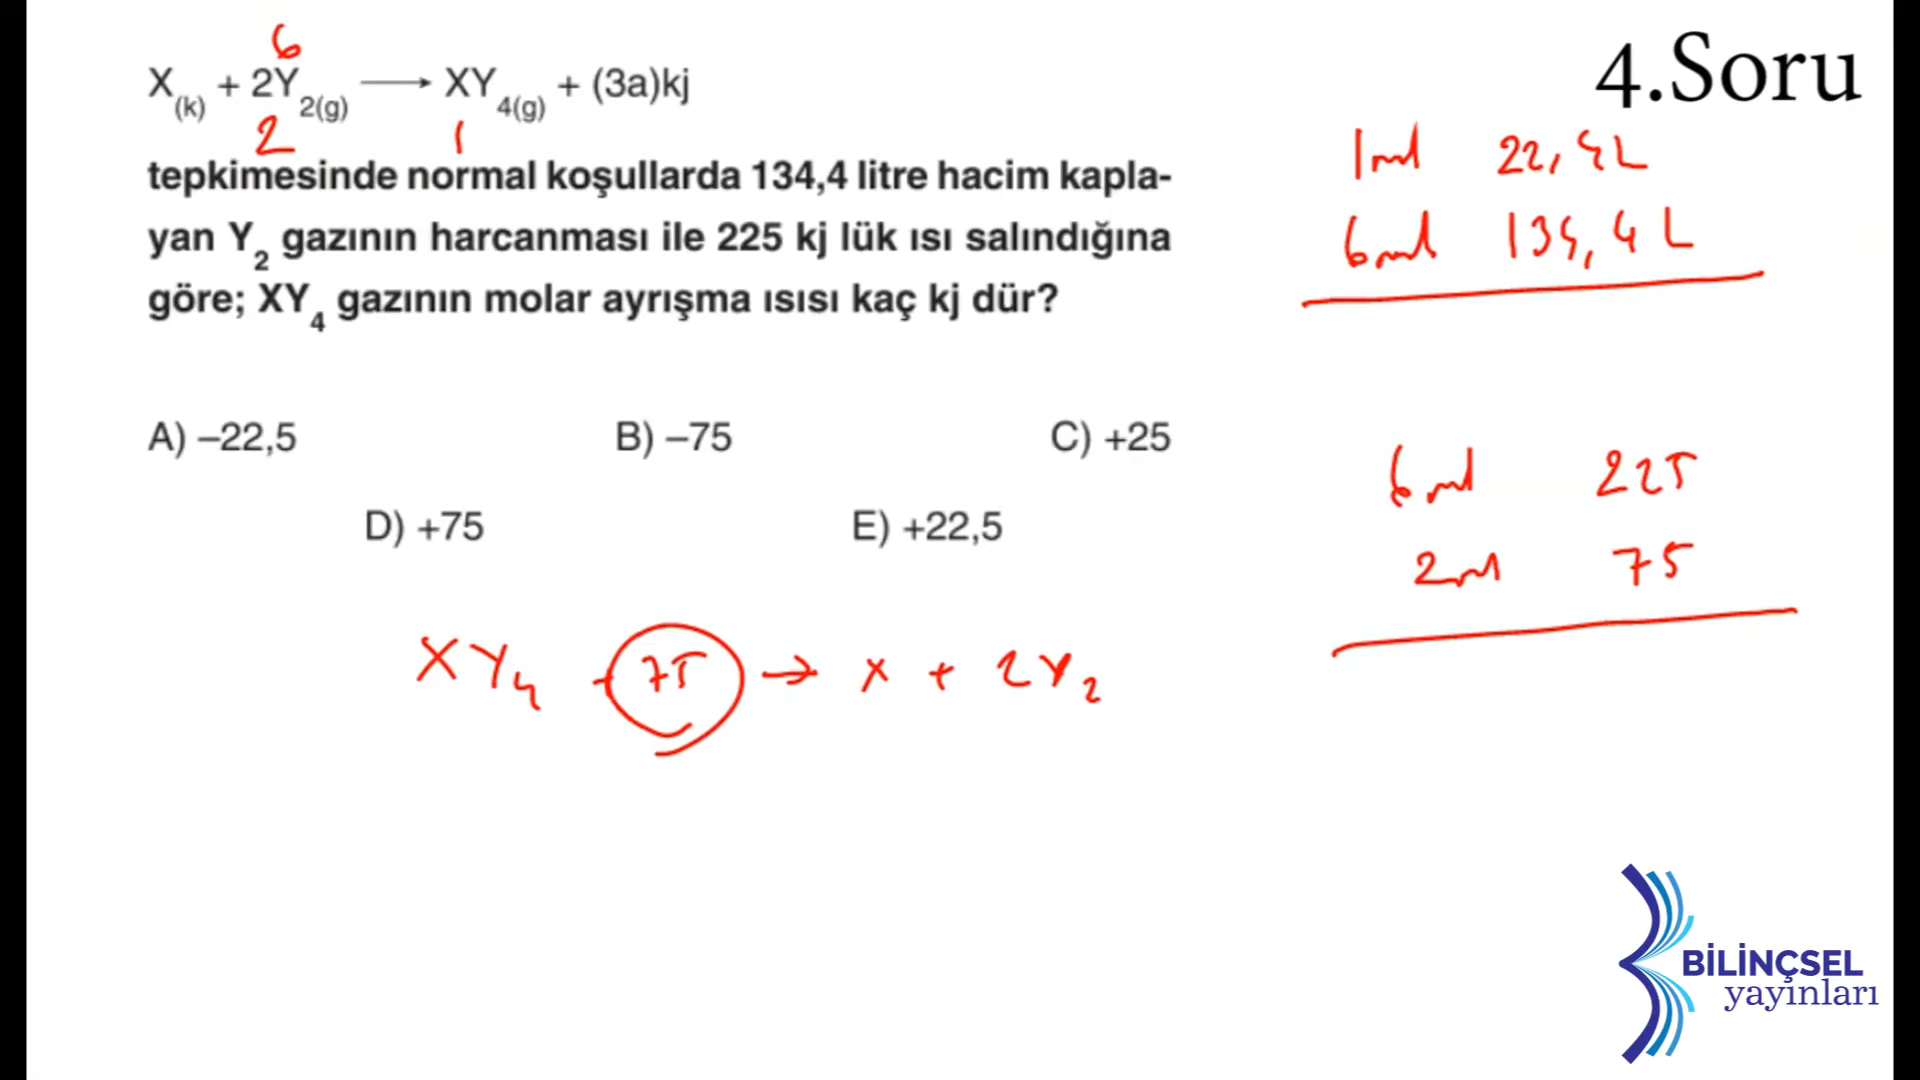 4.Soru
6
X(k) + 2Y2(g) ⟶ XY4(g) + (3a)kj
2 1
tepkimesinde normal koşullarda 134,4 litre hacim kapla-
yan Y2 gazının harcanması ile 225 kj lük ısı salındığına
göre; XY4 gazının molar ayrışma ısısı kaç kj dür?
A) –22,5 B) –75 C) +25
D) +75 E) +22,5
1 mol 22,4 L
6 mol 134,4 L
6 mol 225
2 mol 75
XY4 + 75 → X + 2Y2
BİLİNÇSEL
yayınları